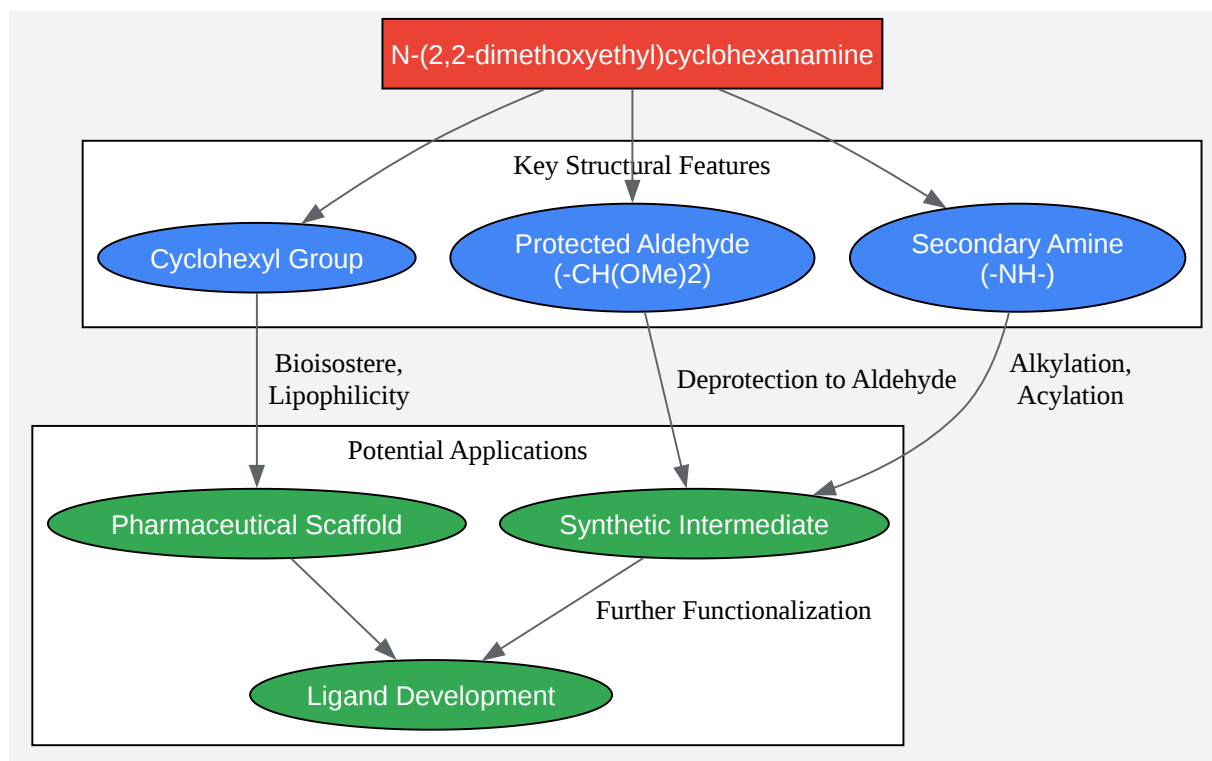 N-(2,2-dimethoxyethyl)cyclohexanamine
Key Structural Features
Cyclohexyl Group
Protected Aldehyde
(-CH(OMe)2)
Secondary Amine
(-NH-)
Bioisostere,
Lipophilicity
Deprotection to Aldehyde
Alkylation,
Acylation
Potential Applications
Pharmaceutical Scaffold
Synthetic Intermediate
Further Functionalization
Ligand Development